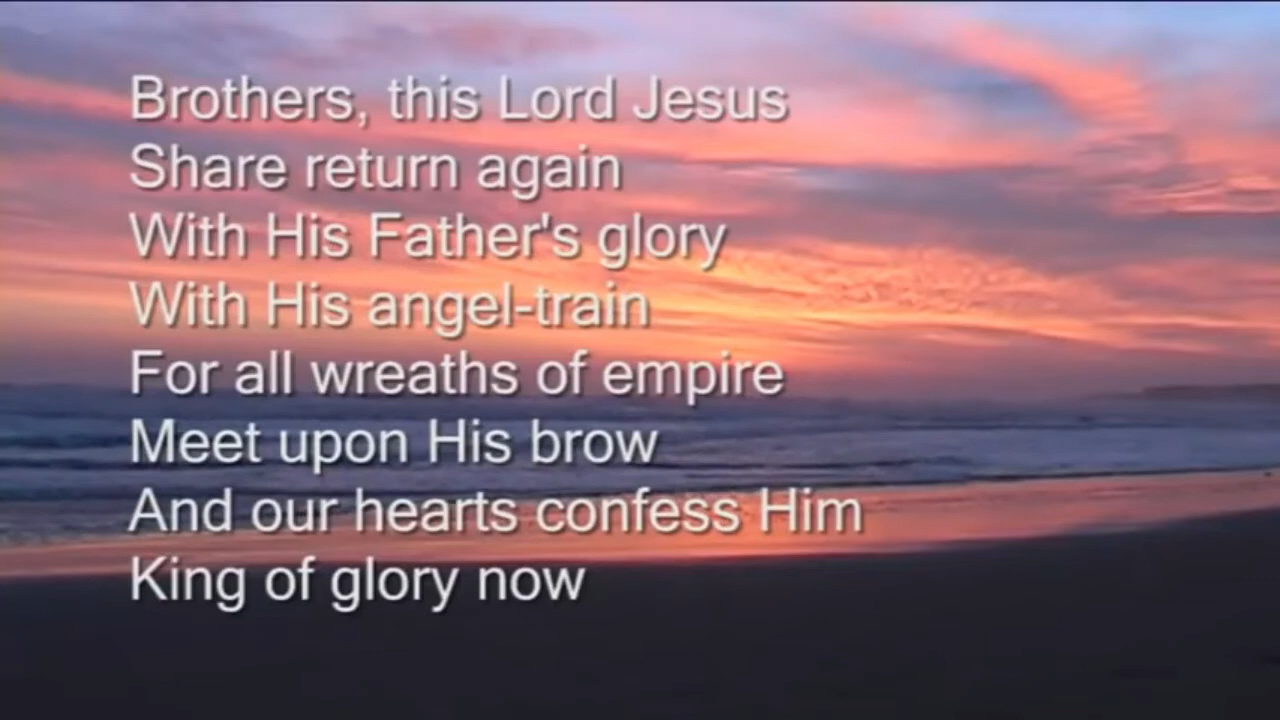 Brothers, this Lord Jesus
Share return again
With His Father's glory
With His angel-train
For all wreaths of empire
Meet upon His brow
And our hearts confess Him
King of glory now